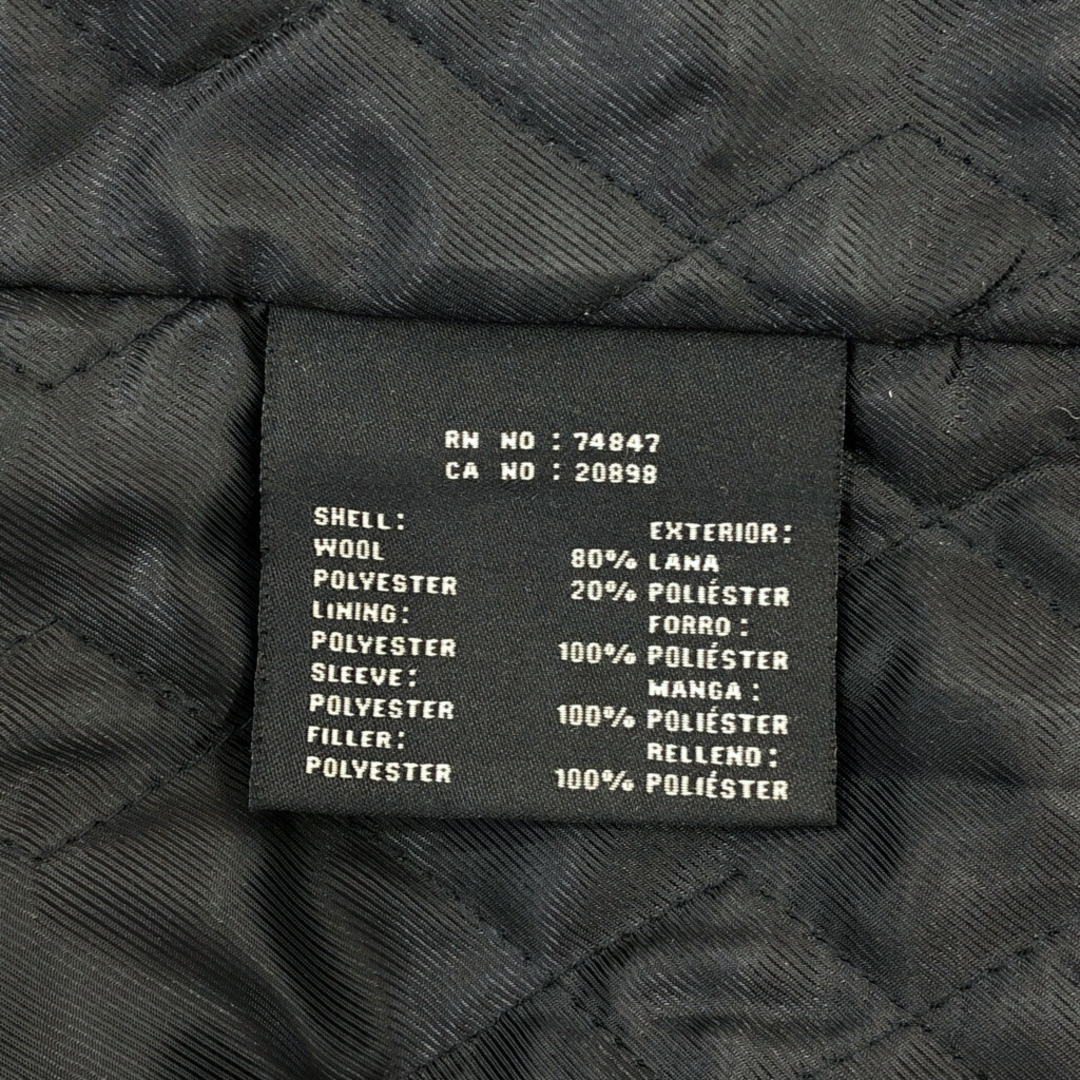 RN NO : 74847
CA NO : 20898
SHELL: EXTERIOR:
WOOL 80% LANA
POLYESTER 20% POLIÉSTER
LINING: FORRO :
POLYESTER 100% POLIÉSTER
SLEEVE: MANGA :
POLYESTER 100% POLIÉSTER
FILLER: RELLENO :
POLYESTER 100% POLIÉSTER